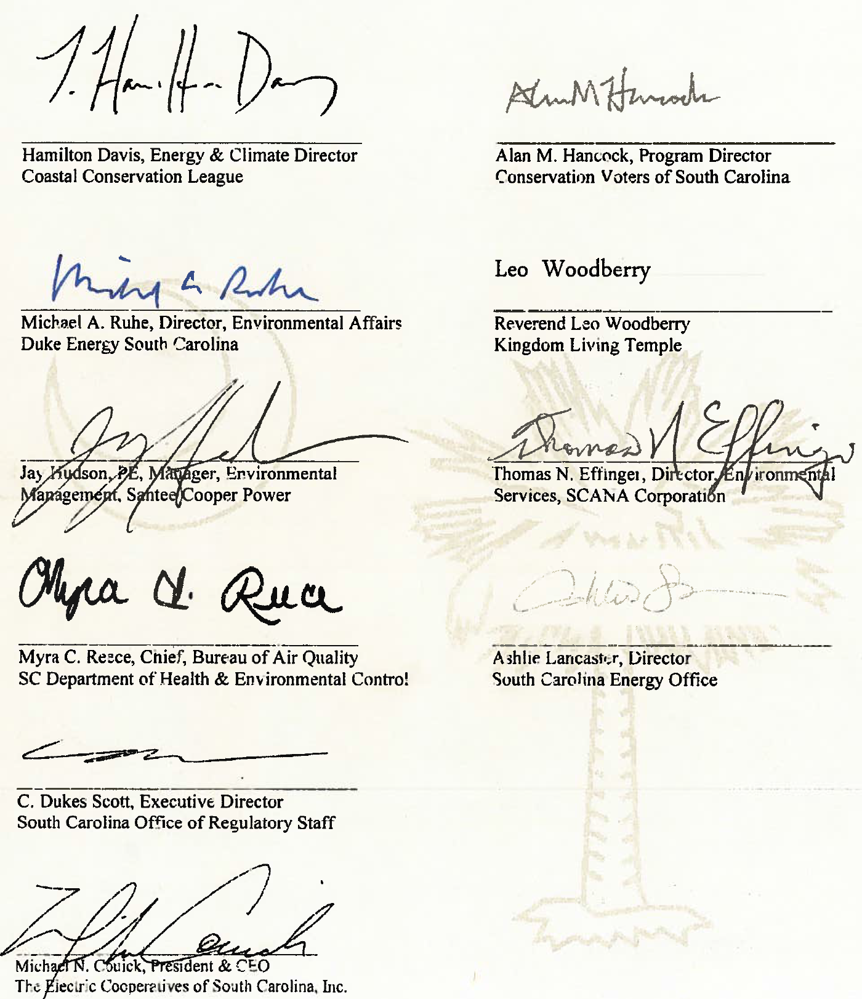 T. Hamilton Davis
Alan M Hancock
Hamilton Davis, Energy & Climate Director
Coastal Conservation League
Alan M. Hancock, Program Director
Conservation Voters of South Carolina
Michael A Ruhe
Leo Woodberry
Michael A. Ruhe, Director, Environmental Affairs
Duke Energy South Carolina
Reverend Leo Woodberry
Kingdom Living Temple
Thomas N Effinger
Jay Hudson, PE, Manager, Environmental
Management, Santee Cooper Power
Thomas N. Effinger, Director, Environmental
Services, SCANA Corporation
Myra C. Reece
Myra C. Reece, Chief, Bureau of Air Quality
SC Department of Health & Environmental Control
Ashlie Lancaster, Director
South Carolina Energy Office
C. Dukes Scott, Executive Director
South Carolina Office of Regulatory Staff
Michael N. Couick, President & CEO
The Electric Cooperatives of South Carolina, Inc.